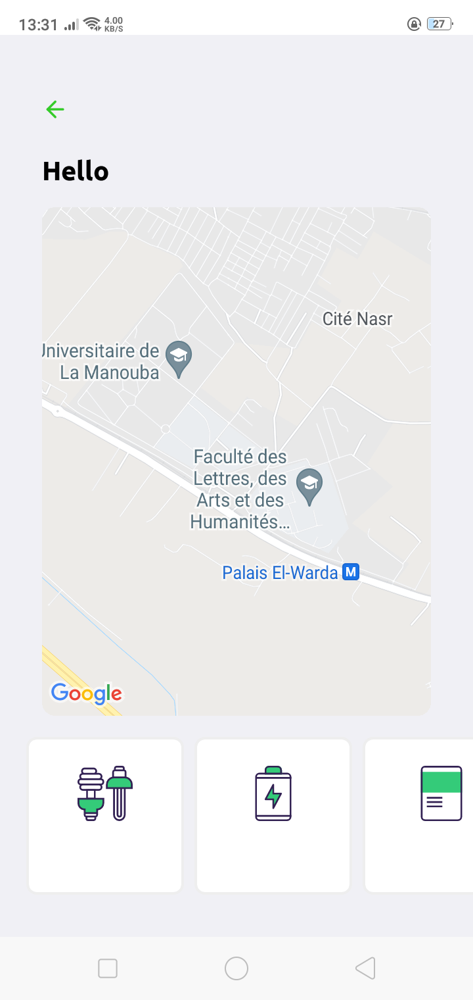 13:31 4.00 KB/S 27
Hello
Cité Nasr
Universitaire de
La Manouba
Faculté des
Lettres, des
Arts et des
Humanités...
Palais El-Warda M
Google